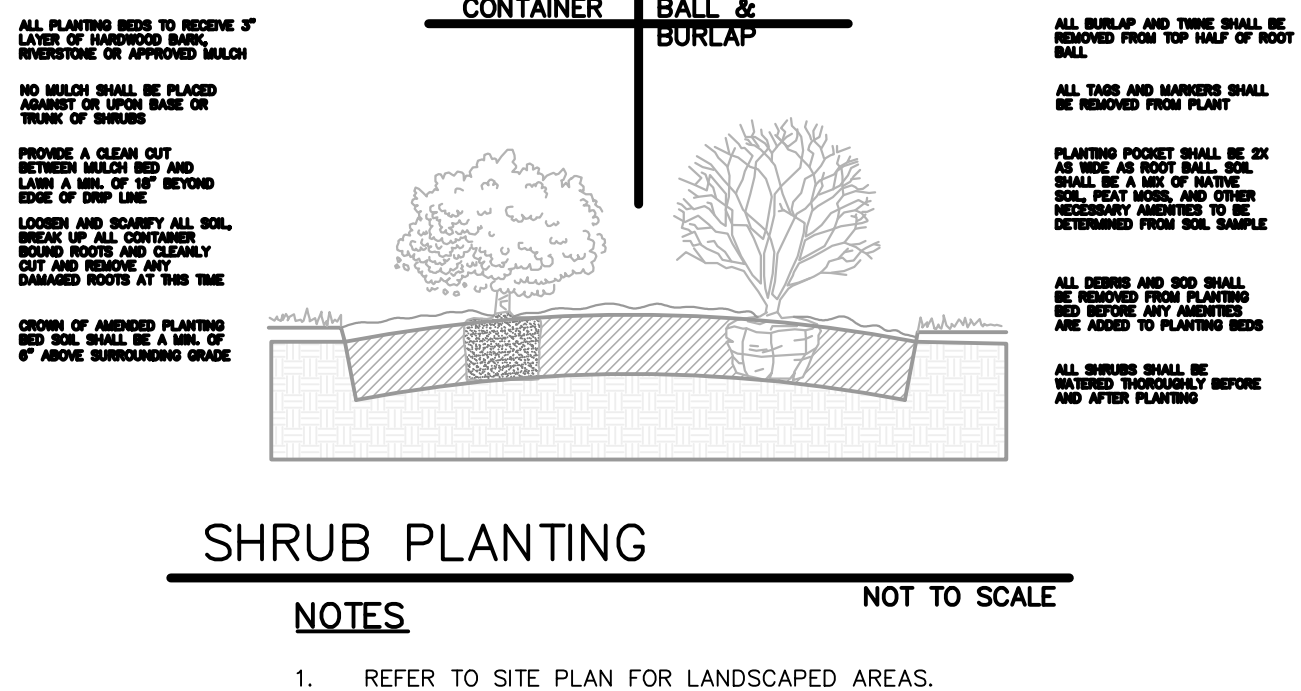 CONTAINER
BALL &
BURLAP
ALL PLANTING BEDS TO RECEIVE 3"
LAYER OF HARDWOOD BARK,
RIVERSTONE OR APPROVED MULCH
NO MULCH SHALL BE PLACED
AGAINST OR UPON BASE OR
TRUNK OF SHRUBS
PROVIDE A CLEAN CUT
BETWEEN MULCH BED AND
LAWN A MIN. OF 18" BEYOND
EDGE OF DRIP LINE
LOOSEN AND SCARIFY ALL SOIL,
BREAK UP ALL CONTAINER
BOUND ROOTS AND CLEANLY
CUT AND REMOVE ANY
DAMAGED ROOTS AT THIS TIME
CROWN OF AMENDED PLANTING
BED SOIL SHALL BE A MIN. OF
6" ABOVE SURROUNDING GRADE
ALL BURLAP AND TWINE SHALL BE
REMOVED FROM TOP HALF OF ROOT
BALL
ALL TAGS AND MARKERS SHALL
BE REMOVED FROM PLANT
PLANTING POCKET SHALL BE 2X
AS WIDE AS ROOT BALL. SOIL
SHALL BE A MIX OF NATIVE
SOIL, PEAT MOSS, AND OTHER
NECESSARY AMENITIES TO BE
DETERMINED FROM SOIL SAMPLE
ALL DEBRIS AND SOD SHALL
BE REMOVED FROM PLANTING
BED BEFORE ANY AMENITIES
ARE ADDED TO PLANTING BEDS
ALL SHRUBS SHALL BE
WATERED THOROUGHLY BEFORE
AND AFTER PLANTING
SHRUB PLANTING
NOT TO SCALE
NOTES
1. REFER TO SITE PLAN FOR LANDSCAPED AREAS.